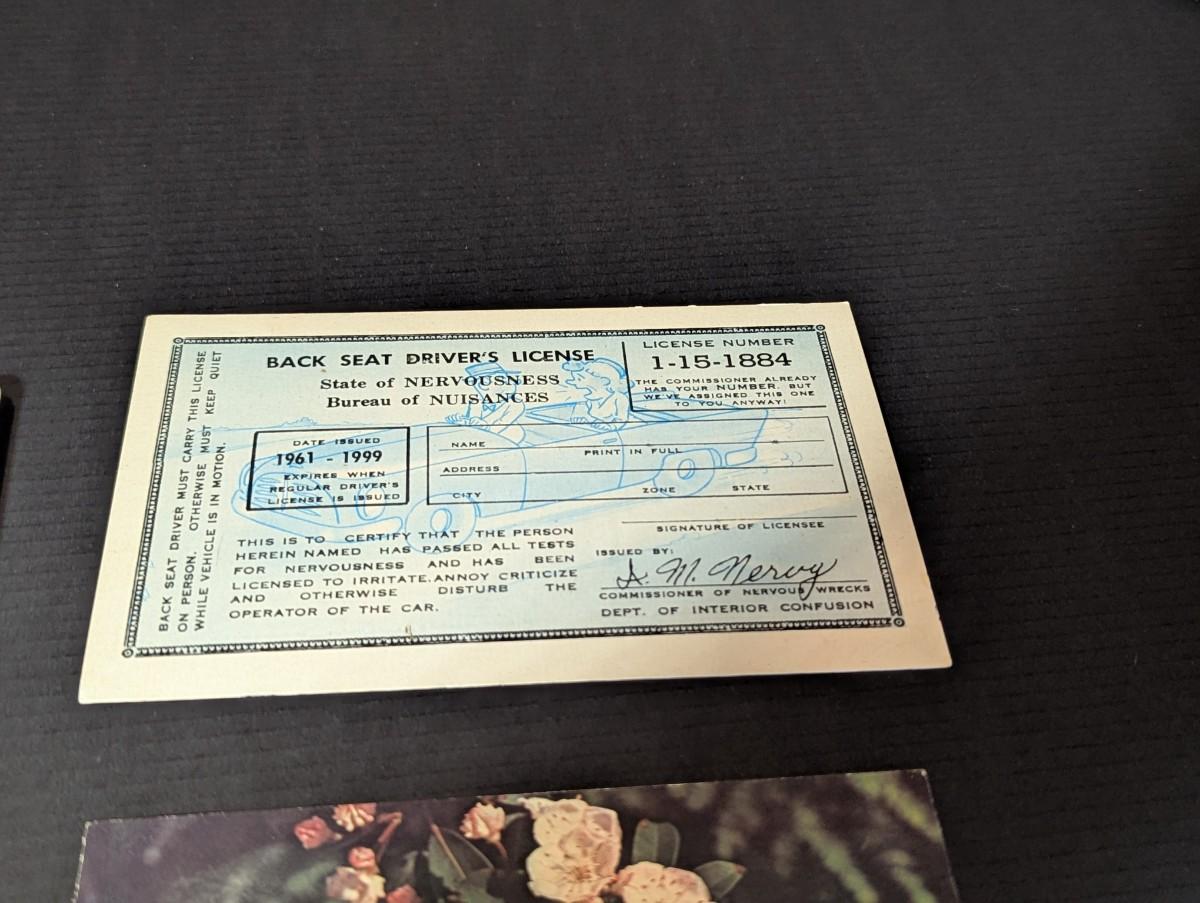 BACK SEAT DRIVER MUST CARRY THIS LICENSE
ON PERSON. OTHERWISE MUST KEEP QUIET
WHILE VEHICLE IS IN MOTION.
BACK SEAT DRIVER'S LICENSE
State of NERVOUSNESS
Bureau of NUISANCES
LICENSE NUMBER
1-15-1884
THE COMMISSIONER ALREADY
HAS YOUR NUMBER. BUT
WE'VE ASSIGNED THIS ONE
TO YOU ANYWAY!
DATE ISSUED
1961 - 1999
EXPIRES WHEN
REGULAR DRIVER'S
LICENSE IS ISSUED
NAME
PRINT IN FULL
ADDRESS
CITY ZONE STATE
THIS IS TO CERTIFY THAT THE PERSON
HEREIN NAMED HAS PASSED ALL TESTS
FOR NERVOUSNESS AND HAS BEEN
LICENSED TO IRRITATE, ANNOY CRITICIZE
AND OTHERWISE DISTURB THE
OPERATOR OF THE CAR.
SIGNATURE OF LICENSEE
ISSUED BY:
A. M. Nervy
COMMISSIONER OF NERVOUS WRECKS
DEPT. OF INTERIOR CONFUSION